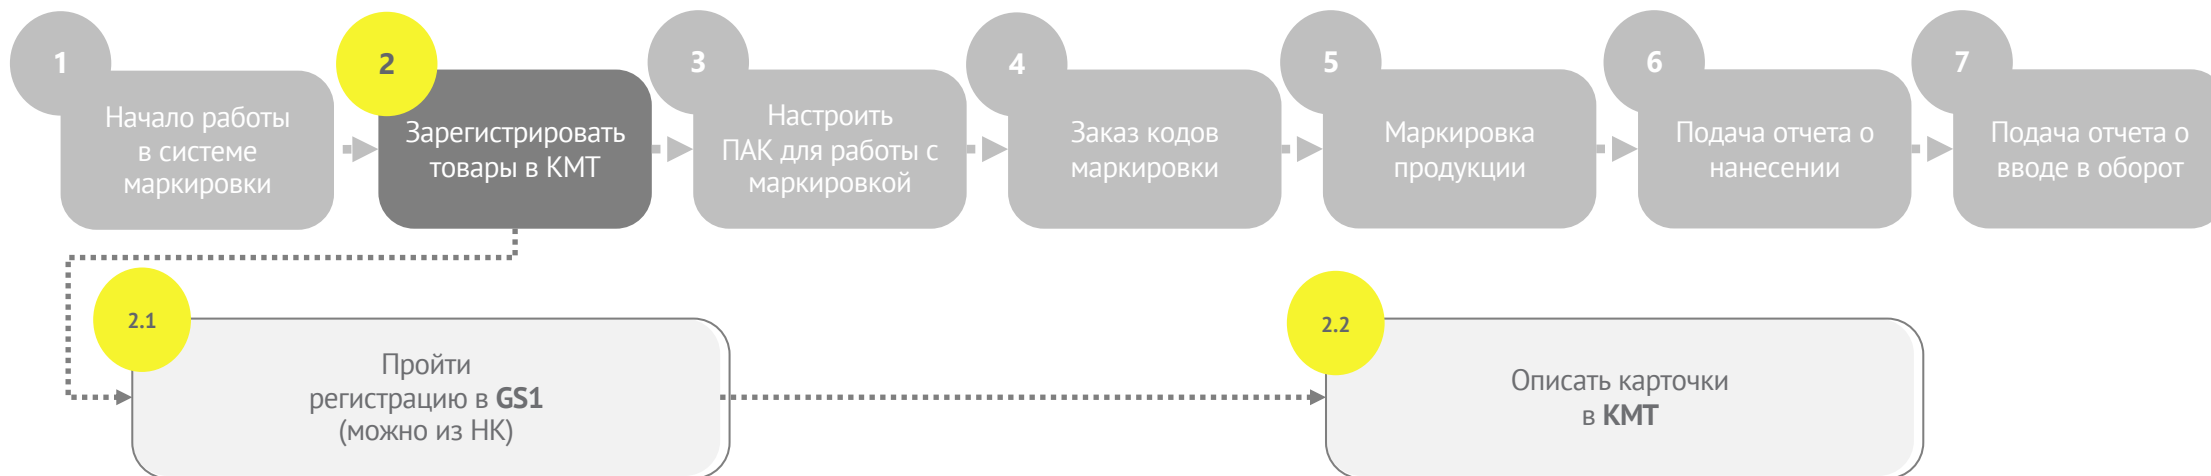 1
Начало работы
в системе
маркировки
2
Зарегистрировать
товары в КМТ
3
Настроить
ПАК для работы с
маркировкой
4
Заказ кодов
маркировки
5
Маркировка
продукции
6
Подача отчета о
нанесении
7
Подача отчета о
вводе в оборот
2.1
Пройти
регистрацию в GS1
(можно из НК)
2.2
Описать карточки
в КМТ